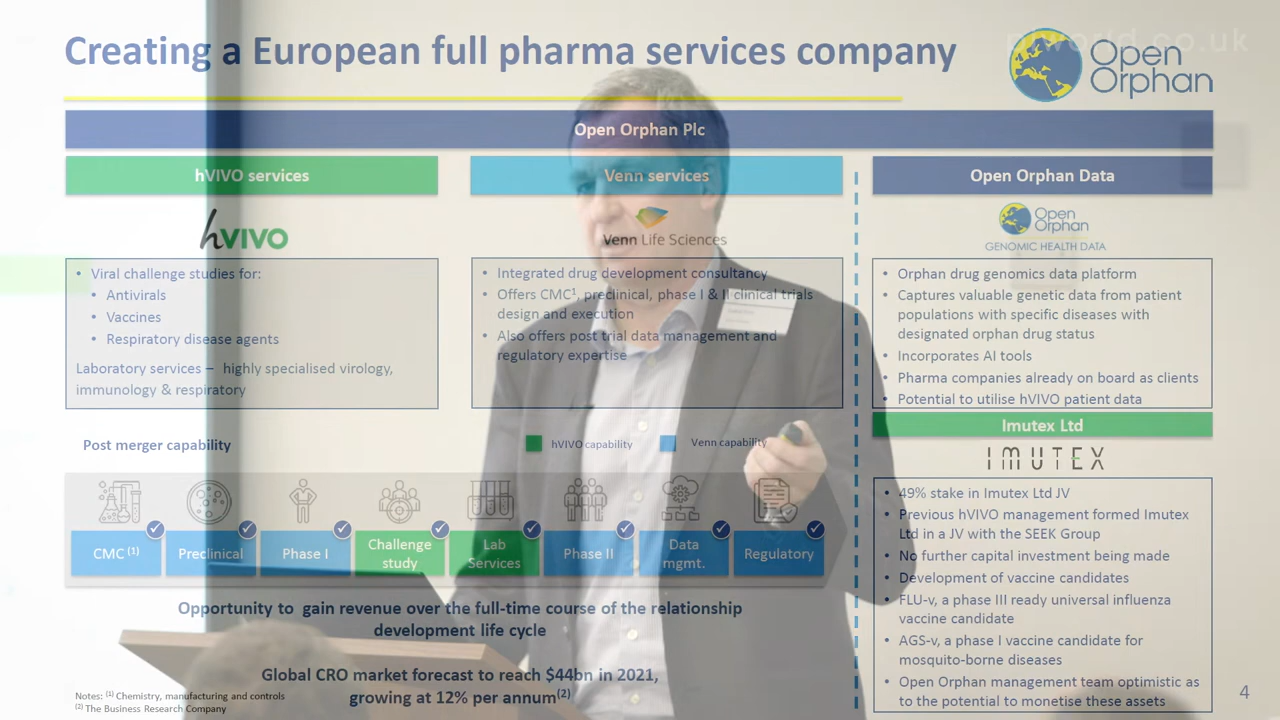 Creating a European full pharma services company
Open
Orphan
Open Orphan Plc
hVIVO services
hVIVO
• Viral challenge studies for:
• Antivirals
• Vaccines
• Respiratory disease agents
Laboratory services – highly specialised virology,
immunology & respiratory
Venn services
Venn Life Sciences
• Integrated drug development consultancy
• Offers CMC¹, preclinical, phase I & II clinical trials
design and execution
• Also offers post trial data management and
regulatory expertise
Open Orphan Data
Open
Orphan
GENOMIC HEALTH DATA
• Orphan drug genomics data platform
• Captures valuable genetic data from patient
populations with specific diseases with
designated orphan drug status
• Incorporates AI tools
• Pharma companies already on board as clients
• Potential to utilise hVIVO patient data
Imutex Ltd
IMUTEX
• 49% stake in Imutex Ltd JV
• Previous hVIVO management formed Imutex
Ltd in a JV with the SEEK Group
• No further capital investment being made
• Development of vaccine candidates
• FLU-v, a phase III ready universal influenza
vaccine candidate
• AGS-v, a phase I vaccine candidate for
mosquito-borne diseases
• Open Orphan management team optimistic as
to the potential to monetise these assets
Post merger capability
hVIVO capability
Venn capability
CMC (1)
Preclinical
Phase I
Challenge
study
Lab
Services
Phase II
Data
mgmt.
Regulatory
Opportunity to gain revenue over the full-time course of the relationship
development life cycle
Global CRO market forecast to reach $44bn in 2021,
growing at 12% per annum(2)
Notes: (1) Chemistry, manufacturing and controls
(2) The Business Research Company
4